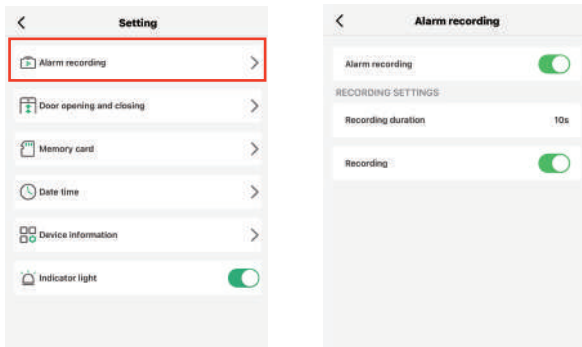 Setting
Alarm recording
Door opening and closing
Memory card
Date time
Device information
Indicator light
Alarm recording
Alarm recording
RECORDING SETTINGS
Recording duration 10s
Recording